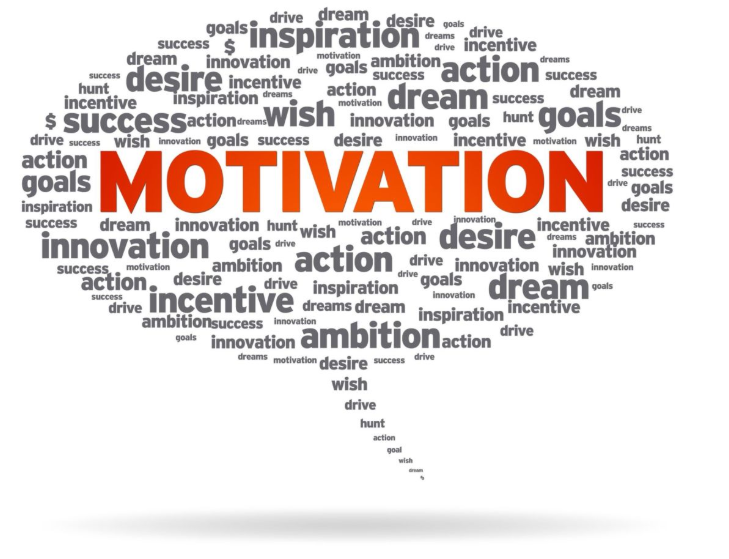 drive dream desire goals
goals inspiration dreams drive
success $ drive incentive
dream innovation motivation goals ambition action dreams
success desire incentive drive success success
hunt inspiration dreams action dream success dream
incentive motivation
$ success action dreams wish innovation goals hunt goals drive
dreams
drive success wish innovation goals success desire innovation incentive motivation wish hunt
action MOTIVATION action
goals success
drive goals
inspiration desire
success dream innovation hunt wish motivation drive innovation incentive success
innovation goals drive action desire dreams ambition
innovation
success motivation ambition action drive innovation wish innovation
action desire drive inspiration drive goals dream goals
success incentive innovation
drive dreams dream inspiration incentive
ambition success innovation ambition drive
goals innovation action
dreams motivation desire success drive
wish
drive
hunt
action
goal
wish
dream